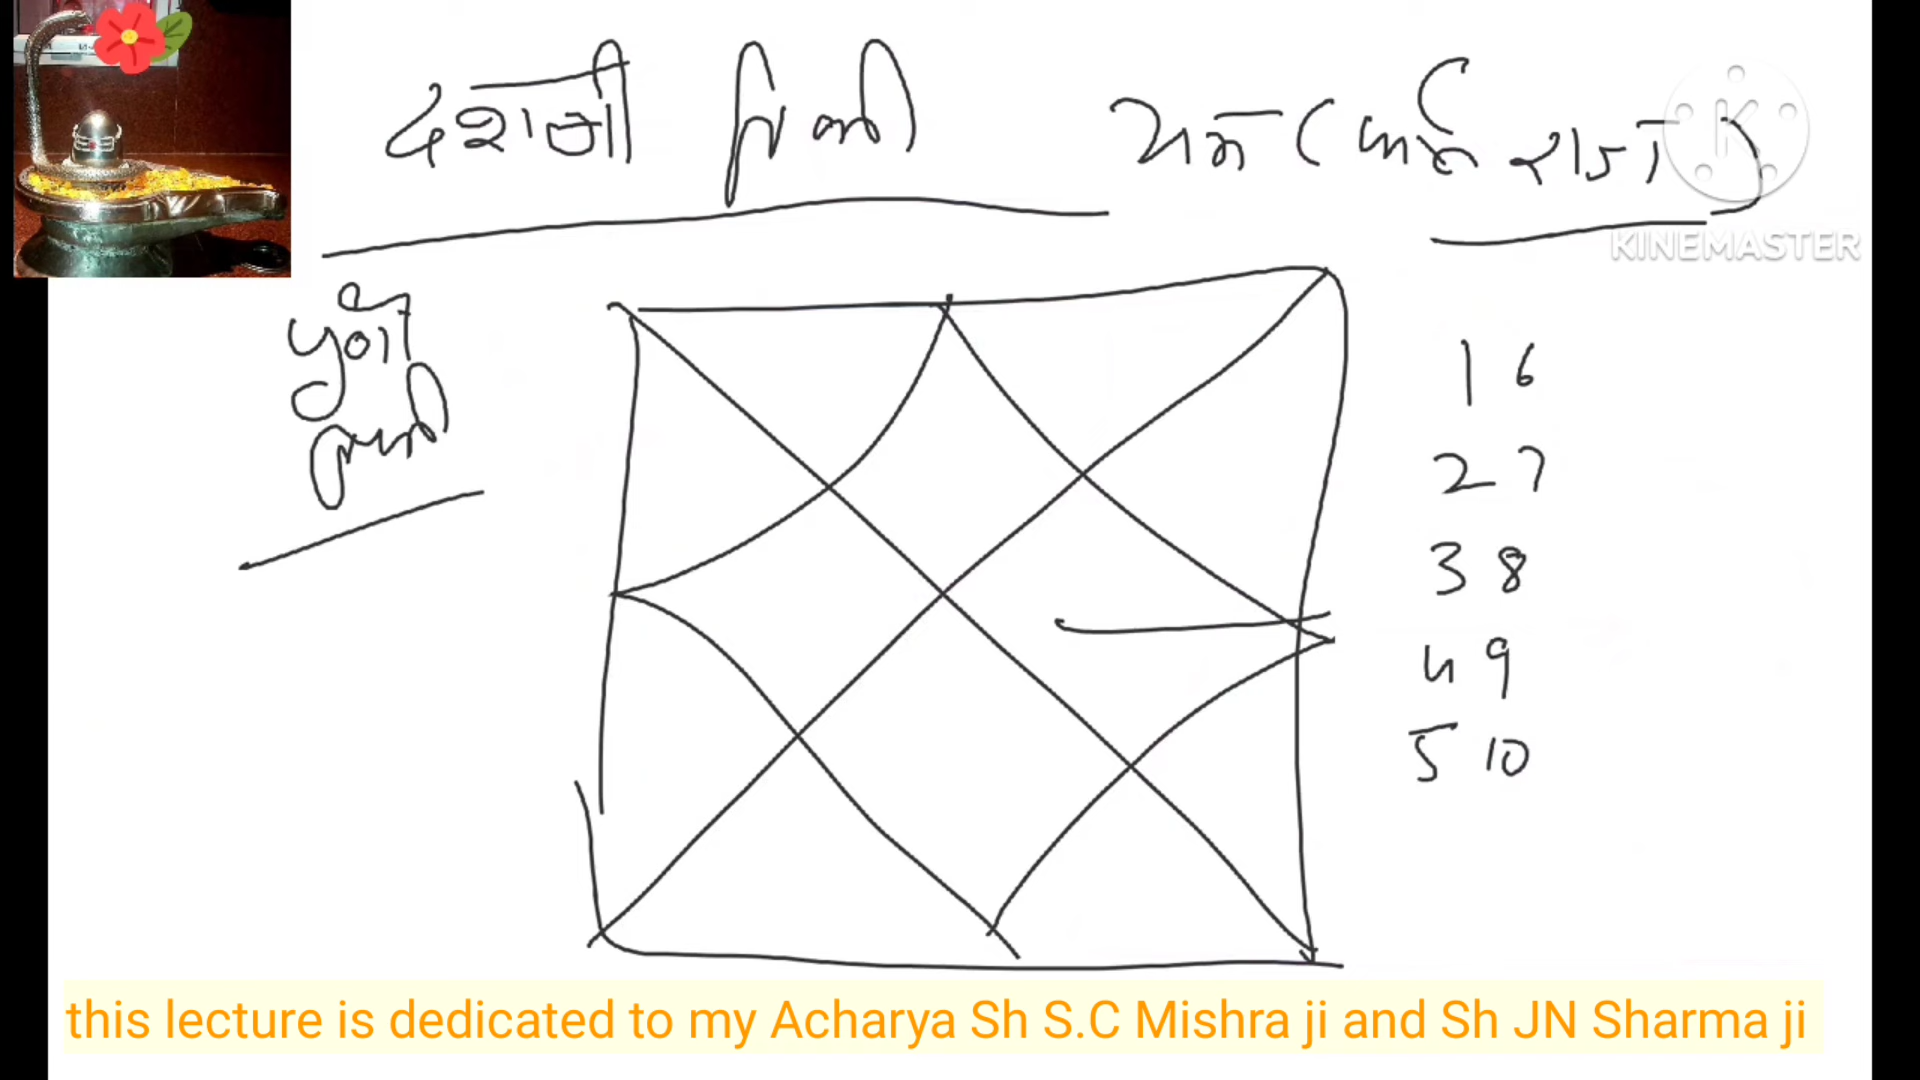 दशमी तिथी यम (कार्य राज)
पूर्णा
तिथी
1 6
2 7
3 8
4 9
5 10
KINEMASTER
this lecture is dedicated to my Acharya Sh S.C Mishra ji and Sh JN Sharma ji